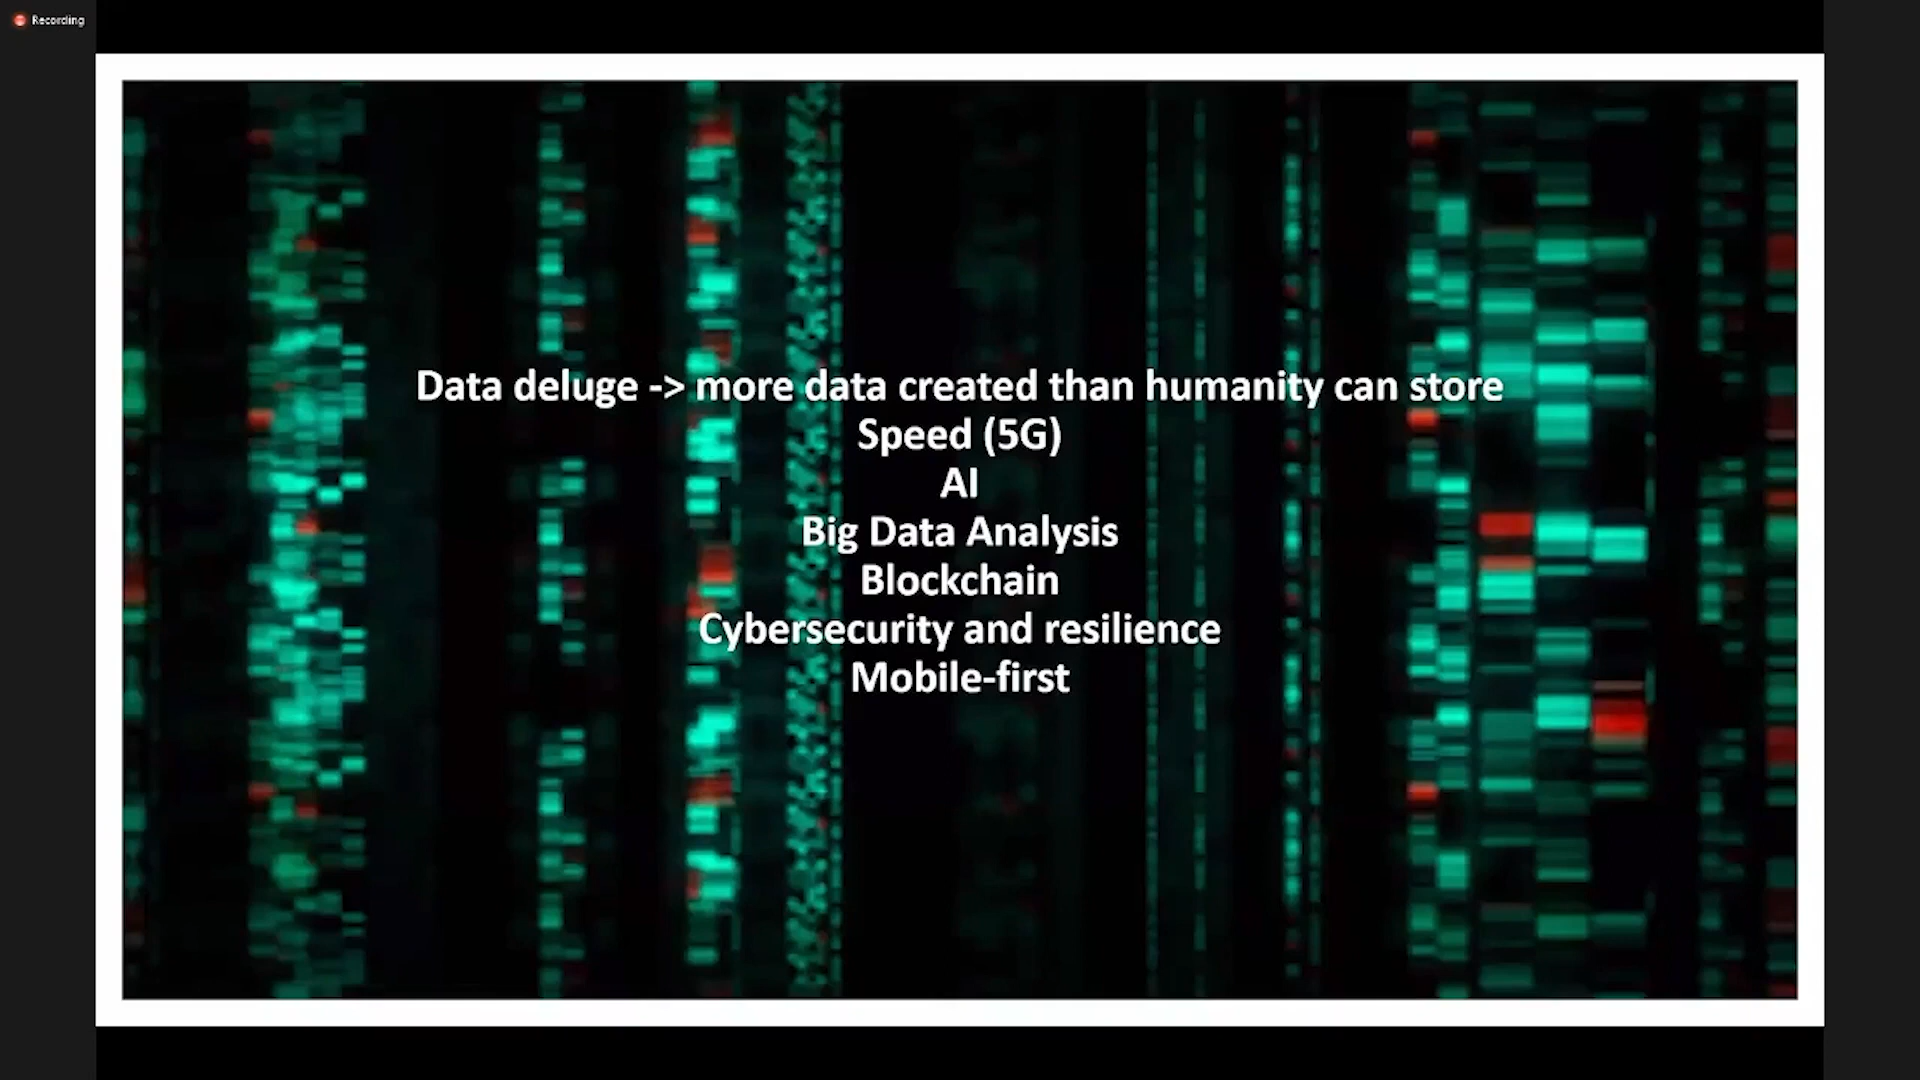 Recording
Data deluge -> more data created than humanity can store
Speed (5G)
AI
Big Data Analysis
Blockchain
Cybersecurity and resilience
Mobile-first